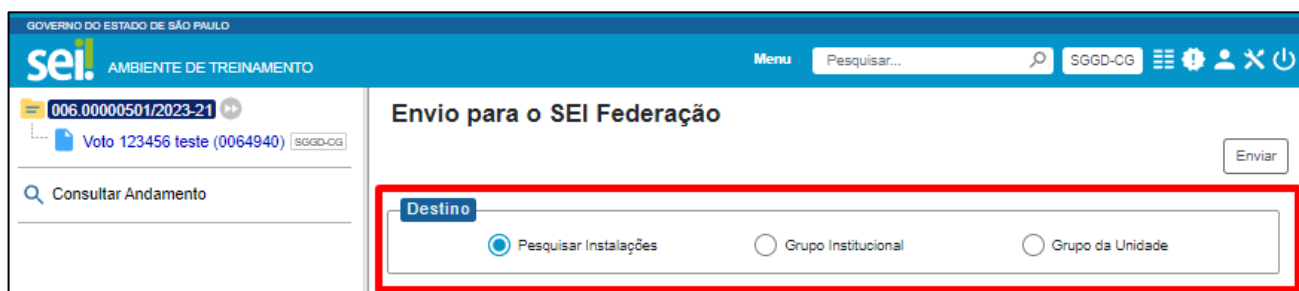 GOVERNO DO ESTADO DE SÃO PAULO
sei! AMBIENTE DE TREINAMENTO
Menu Pesquisar... SGGD-CG
006.00000501/2023-21
Voto 123456 teste (0064940) SGGD-CG
Consultar Andamento
Envio para o SEI Federação
Enviar
Destino
Pesquisar Instalações Grupo Institucional Grupo da Unidade